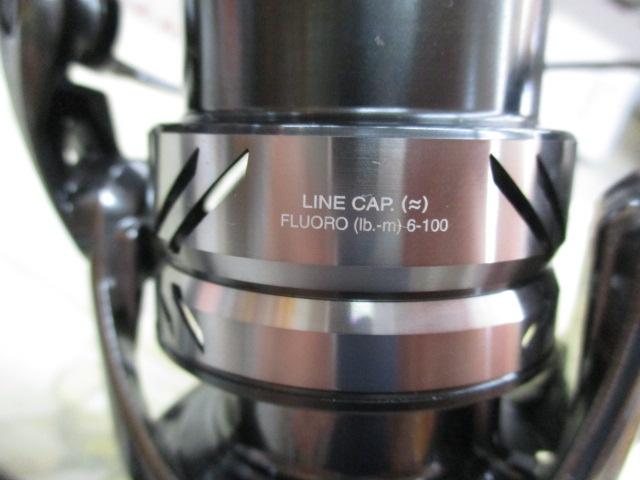 LINE CAP. (≈)
FLUORO (lb.-m) 6-100